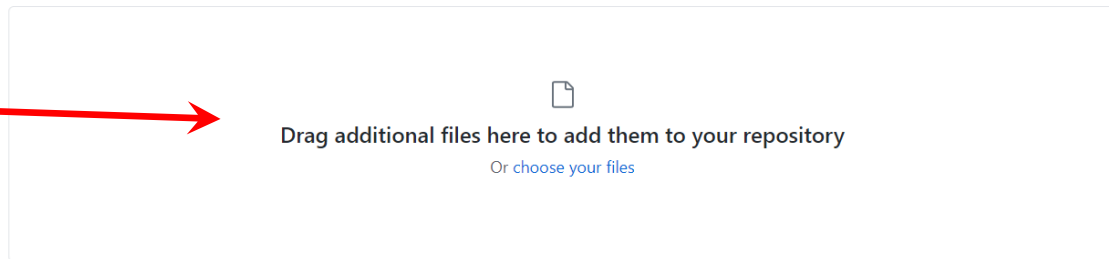 Drag additional files here to add them to your repository
Or choose your files